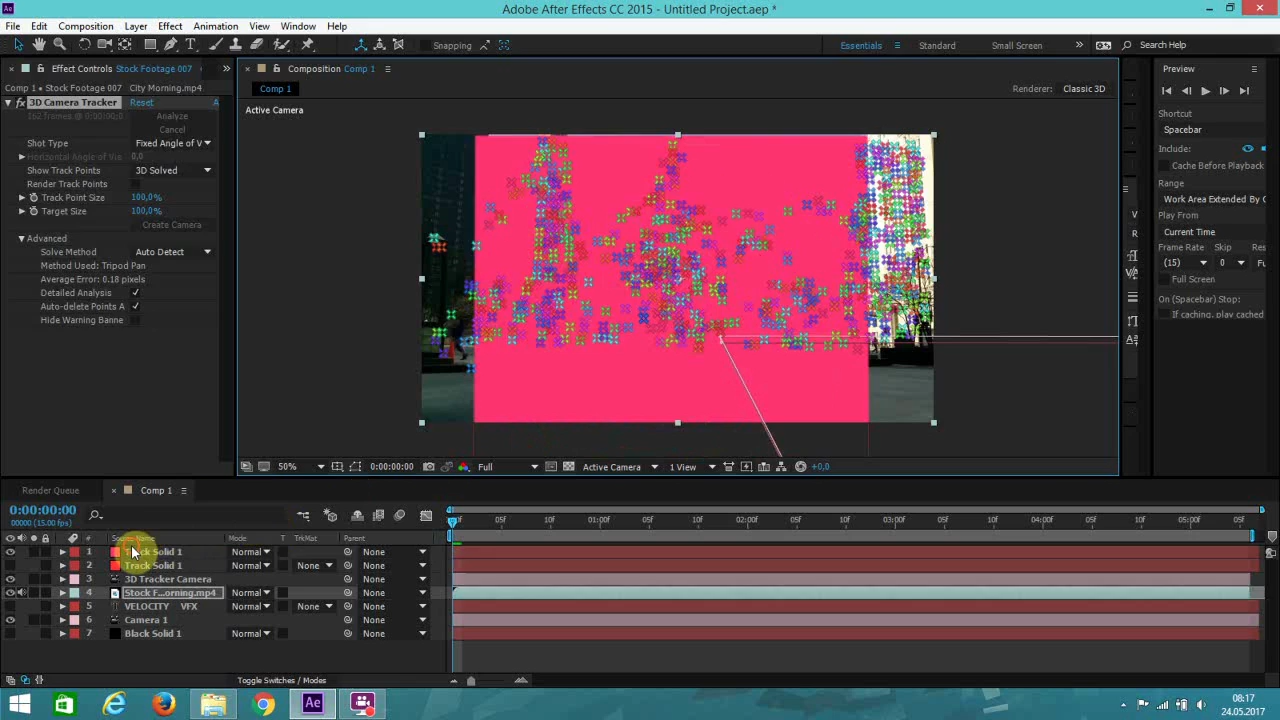 Ae
Adobe After Effects CC 2015 - Untitled Project.aep *
File Edit Composition Layer Effect Animation View Window Help
Snapping
Essentials Standard Small Screen Search Help
Effect Controls Stock Footage 007
Comp 1 • Stock Footage 007 City Morning.mp4
fx 3D Camera Tracker Reset A
162 frames @ 0:00:00;0 Analyze
Cancel
Shot Type Fixed Angle of V
Horizontal Angle of Vie 0,0
Show Track Points 3D Solved
Render Track Points
Track Point Size 100,0%
Target Size 100,0%
Create Camera
Advanced
Solve Method Auto Detect
Method Used: Tripod Pan
Average Error: 0.18 pixels
Detailed Analysis
Auto-delete Points A
Hide Warning Banne
Composition Comp 1
Comp 1
Renderer: Classic 3D
Active Camera
50% 0:00:00:00 Full Active Camera 1 View +0,0
Preview
Shortcut
Spacebar
Include:
Cache Before Playback
Range
Work Area Extended By C
Play From
Current Time
Frame Rate Skip
(15) 0 Fu
Full Screen
On (Spacebar) Stop:
If caching, play cached
Render Queue Comp 1
0:00:00:00
00000 (15.00 fps)
05f 01:00f 05f 02:00f 05f 03:00f 05f 04:00f 05f 05:00f 05f
# Source Name Mode T TrkMat Parent
1 Track Solid 1 Normal None
2 Track Solid 1 Normal None None
3 3D Tracker Camera None
4 Stock F...orning.mp4 Normal None
5 VELOCITY VFX Normal None None
6 Camera 1 None
7 Black Solid 1 Normal None
Toggle Switches / Modes
Ae
08:17
24.05.2017